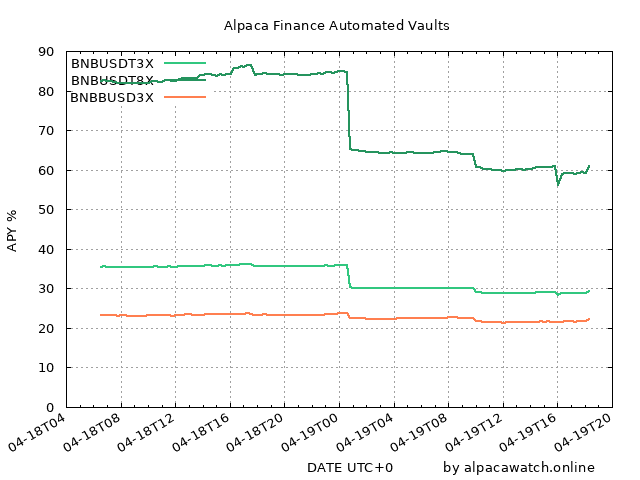 Alpaca Finance Automated Vaults
90
80
70
60
50
40
30
20
10
0
APY %
BNBUSDT3X
BNBUSDT8X
BNBBUSD3X
04-18T04
04-18T08
04-18T12
04-18T16
04-18T20
04-19T00
04-19T04
04-19T08
04-19T12
04-19T16
04-19T20
DATE UTC+0
by alpacawatch.online